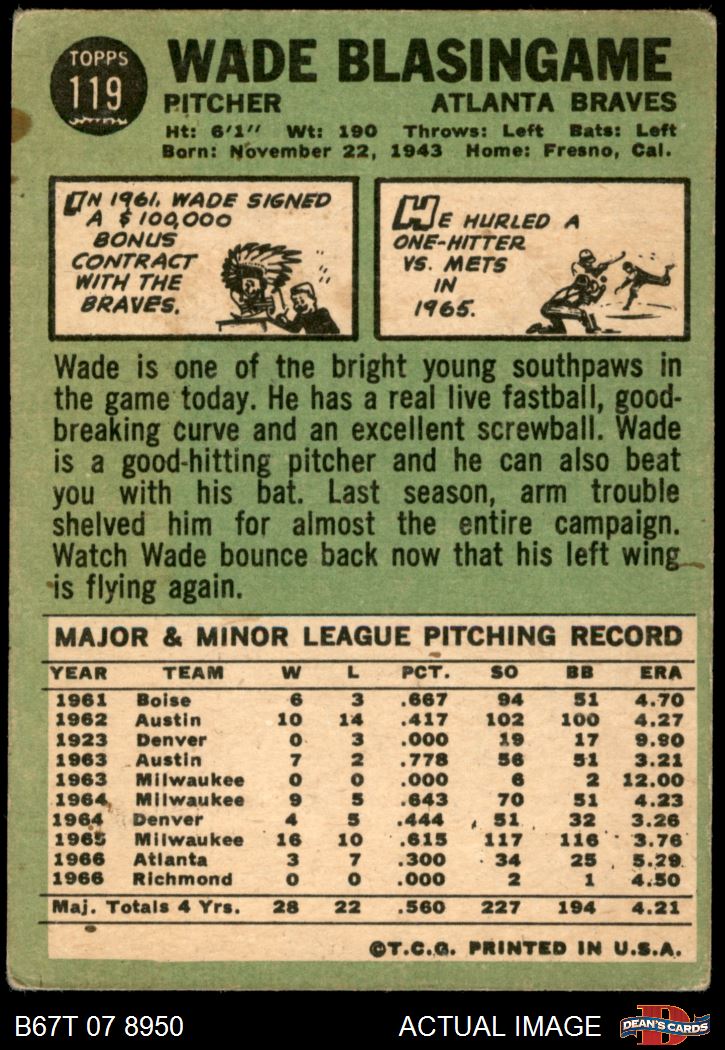 TOPPS
119
WADE BLASINGAME
PITCHER ATLANTA BRAVES
Ht: 6'1" Wt: 190 Throws: Left Bats: Left
Born: November 22, 1943 Home: Fresno, Cal.
IN 1961, WADE SIGNED
A $100,000
BONUS
CONTRACT
WITH THE
BRAVES.
HE HURLED A
ONE-HITTER
VS. METS
IN
1965.
Wade is one of the bright young southpaws in
the game today. He has a real live fastball, good-
breaking curve and an excellent screwball. Wade
is a good-hitting pitcher and he can also beat
you with his bat. Last season, arm trouble
shelved him for almost the entire campaign.
Watch Wade bounce back now that his left wing
is flying again.
MAJOR & MINOR LEAGUE PITCHING RECORD
YEAR TEAM W L PCT. SO BB ERA
1961 Boise 6 3 .667 94 51 4.70
1962 Austin 10 14 .417 102 100 4.27
1923 Denver 0 3 .000 19 17 9.90
1963 Austin 7 2 .778 56 51 3.21
1963 Milwaukee 0 0 .000 6 2 12.00
1964 Milwaukee 9 5 .643 70 51 4.23
1964 Denver 4 5 .444 51 32 3.26
1965 Milwaukee 16 10 .615 117 116 3.76
1966 Atlanta 3 7 .300 34 25 5.29
1966 Richmond 0 0 .000 2 1 4.50
Maj. Totals 4 Yrs. 28 22 .560 227 194 4.21
©T.C.G. PRINTED IN U.S.A.
B67T 07 8950 ACTUAL IMAGE
D
DEAN'S CARDS